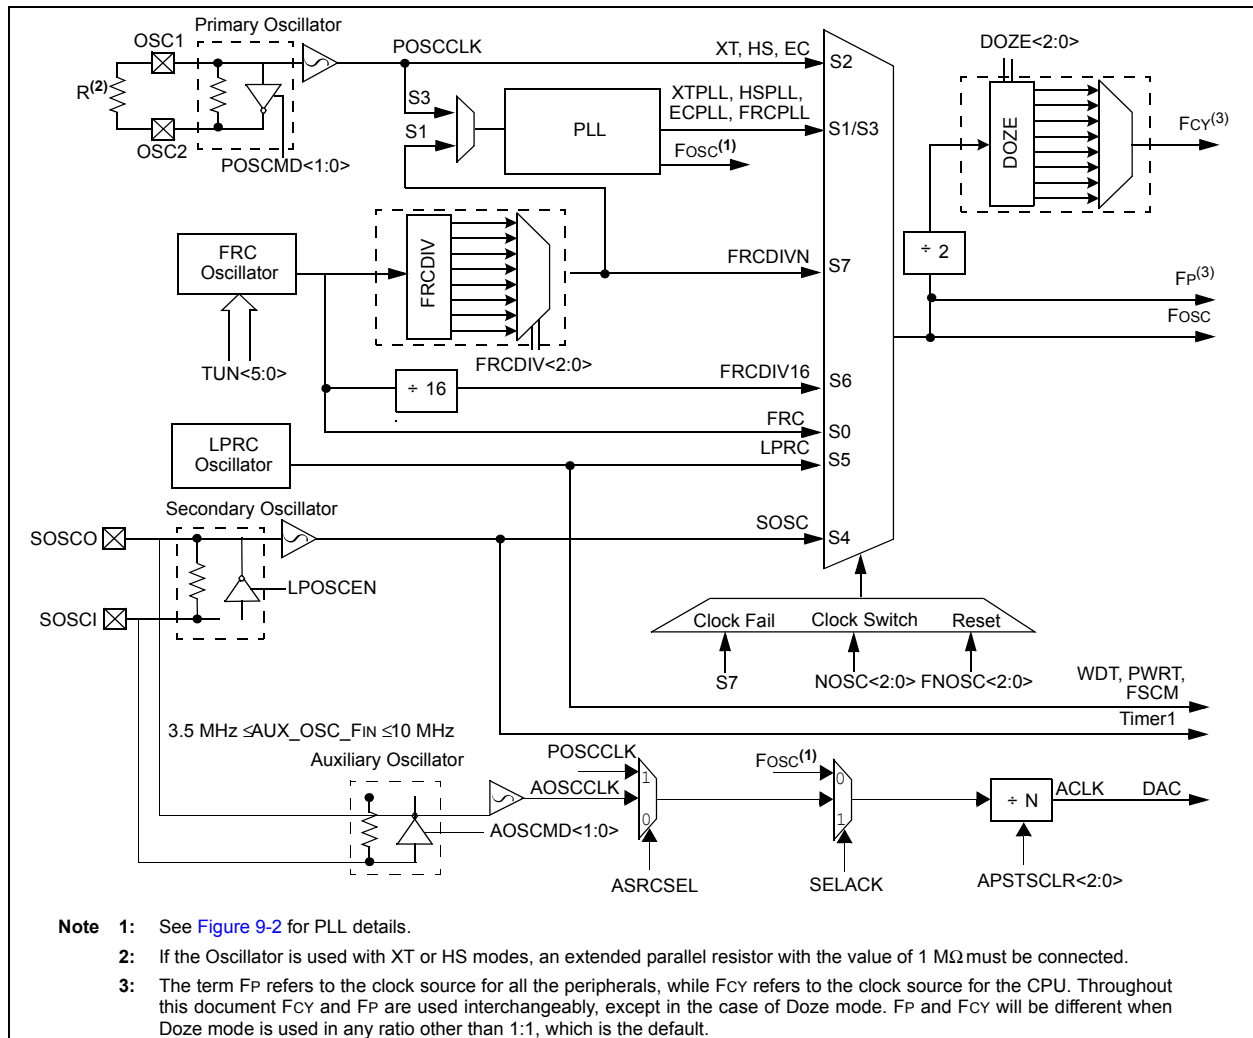 Primary Oscillator
OSC1
R(2)
OSC2
POSCMD<1:0>
POSCCLK
S3
S1
PLL
XT, HS, EC
S2
XTPLL, HSPLL,
ECPLL, FRCPLL
S1/S3
FOSC(1)
DOZE<2:0>
DOZE
FCY(3)
÷ 2
FP(3)
FOSC
FRC
Oscillator
TUN<5:0>
FRCDIV
FRCDIV<2:0>
FRCDIVN
S7
÷ 16
FRCDIV16
S6
FRC
S0
LPRC
Oscillator
LPRC
S5
Secondary Oscillator
SOSCO
SOSCI
LPOSCEN
SOSC
S4
Clock Fail
Clock Switch
Reset
S7
NOSC<2:0>
FNOSC<2:0>
WDT, PWRT,
FSCM
Timer1
3.5 MHz ≤AUX_OSC_FIN ≤10 MHz
Auxiliary Oscillator
POSCCLK
AOSCCLK
AOSCMD<1:0>
1
0
ASRCSEL
FOSC(1)
0
1
SELACK
÷ N
APSTSCLR<2:0>
ACLK
DAC
Note 1: See Figure 9-2 for PLL details.
2: If the Oscillator is used with XT or HS modes, an extended parallel resistor with the value of 1 MΩ must be connected.
3: The term FP refers to the clock source for all the peripherals, while FCY refers to the clock source for the CPU. Throughout
this document FCY and FP are used interchangeably, except in the case of Doze mode. FP and FCY will be different when
Doze mode is used in any ratio other than 1:1, which is the default.